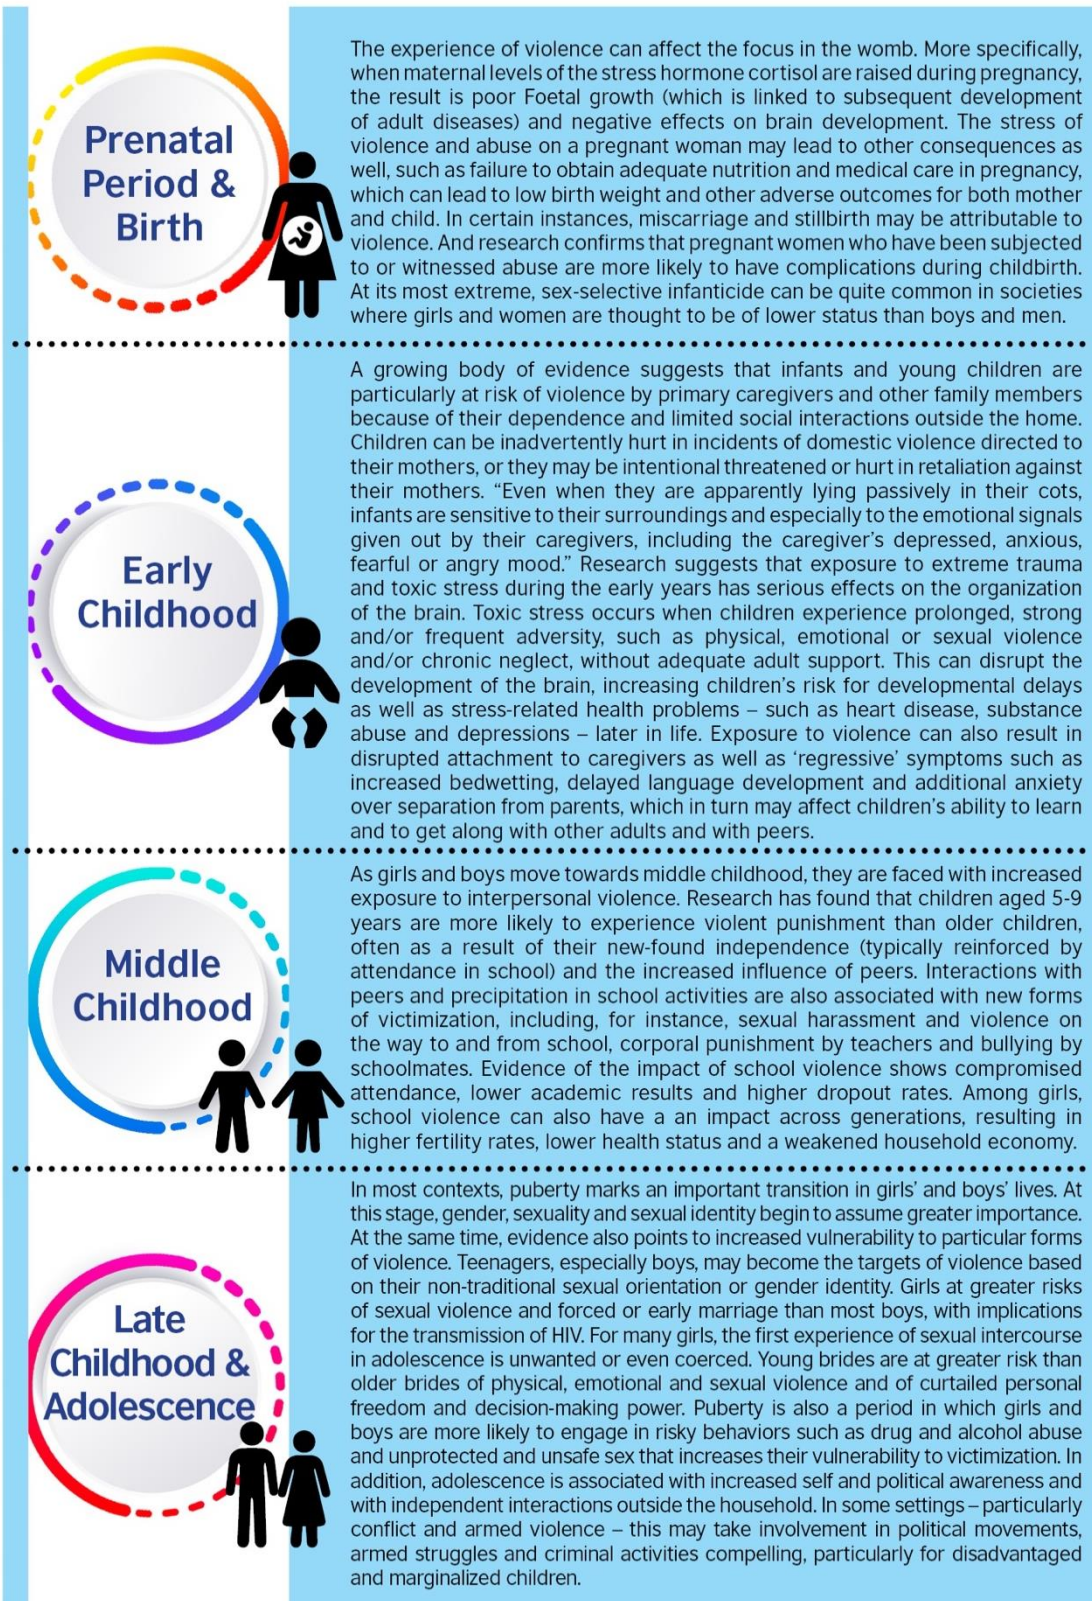 Prenatal
Period &
Birth
The experience of violence can affect the focus in the womb. More specifically,
when maternal levels of the stress hormone cortisol are raised during pregnancy,
the result is poor Foetal growth (which is linked to subsequent development
of adult diseases) and negative effects on brain development. The stress of
violence and abuse on a pregnant woman may lead to other consequences as
well, such as failure to obtain adequate nutrition and medical care in pregnancy,
which can lead to low birth weight and other adverse outcomes for both mother
and child. In certain instances, miscarriage and stillbirth may be attributable to
violence. And research confirms that pregnant women who have been subjected
to or witnessed abuse are more likely to have complications during childbirth.
At its most extreme, sex-selective infanticide can be quite common in societies
where girls and women are thought to be of lower status than boys and men.
Early
Childhood
A growing body of evidence suggests that infants and young children are
particularly at risk of violence by primary caregivers and other family members
because of their dependence and limited social interactions outside the home.
Children can be inadvertently hurt in incidents of domestic violence directed to
their mothers, or they may be intentional threatened or hurt in retaliation against
their mothers. “Even when they are apparently lying passively in their cots,
infants are sensitive to their surroundings and especially to the emotional signals
given out by their caregivers, including the caregiver’s depressed, anxious,
fearful or angry mood.” Research suggests that exposure to extreme trauma
and toxic stress during the early years has serious effects on the organization
of the brain. Toxic stress occurs when children experience prolonged, strong
and/or frequent adversity, such as physical, emotional or sexual violence
and/or chronic neglect, without adequate adult support. This can disrupt the
development of the brain, increasing children’s risk for developmental delays
as well as stress-related health problems – such as heart disease, substance
abuse and depressions – later in life. Exposure to violence can also result in
disrupted attachment to caregivers as well as ‘regressive’ symptoms such as
increased bedwetting, delayed language development and additional anxiety
over separation from parents, which in turn may affect children’s ability to learn
and to get along with other adults and with peers.
Middle
Childhood
As girls and boys move towards middle childhood, they are faced with increased
exposure to interpersonal violence. Research has found that children aged 5-9
years are more likely to experience violent punishment than older children,
often as a result of their new-found independence (typically reinforced by
attendance in school) and the increased influence of peers. Interactions with
peers and precipitation in school activities are also associated with new forms
of victimization, including, for instance, sexual harassment and violence on
the way to and from school, corporal punishment by teachers and bullying by
schoolmates. Evidence of the impact of school violence shows compromised
attendance, lower academic results and higher dropout rates. Among girls,
school violence can also have a an impact across generations, resulting in
higher fertility rates, lower health status and a weakened household economy.
Late
Childhood &
Adolescence
In most contexts, puberty marks an important transition in girls’ and boys’ lives. At
this stage, gender, sexuality and sexual identity begin to assume greater importance.
At the same time, evidence also points to increased vulnerability to particular forms
of violence. Teenagers, especially boys, may become the targets of violence based
on their non-traditional sexual orientation or gender identity. Girls at greater risks
of sexual violence and forced or early marriage than most boys, with implications
for the transmission of HIV. For many girls, the first experience of sexual intercourse
in adolescence is unwanted or even coerced. Young brides are at greater risk than
older brides of physical, emotional and sexual violence and of curtailed personal
freedom and decision-making power. Puberty is also a period in which girls and
boys are more likely to engage in risky behaviors such as drug and alcohol abuse
and unprotected and unsafe sex that increases their vulnerability to victimization. In
addition, adolescence is associated with increased self and political awareness and
with independent interactions outside the household. In some settings – particularly
conflict and armed violence – this may take involvement in political movements,
armed struggles and criminal activities compelling, particularly for disadvantaged
and marginalized children.